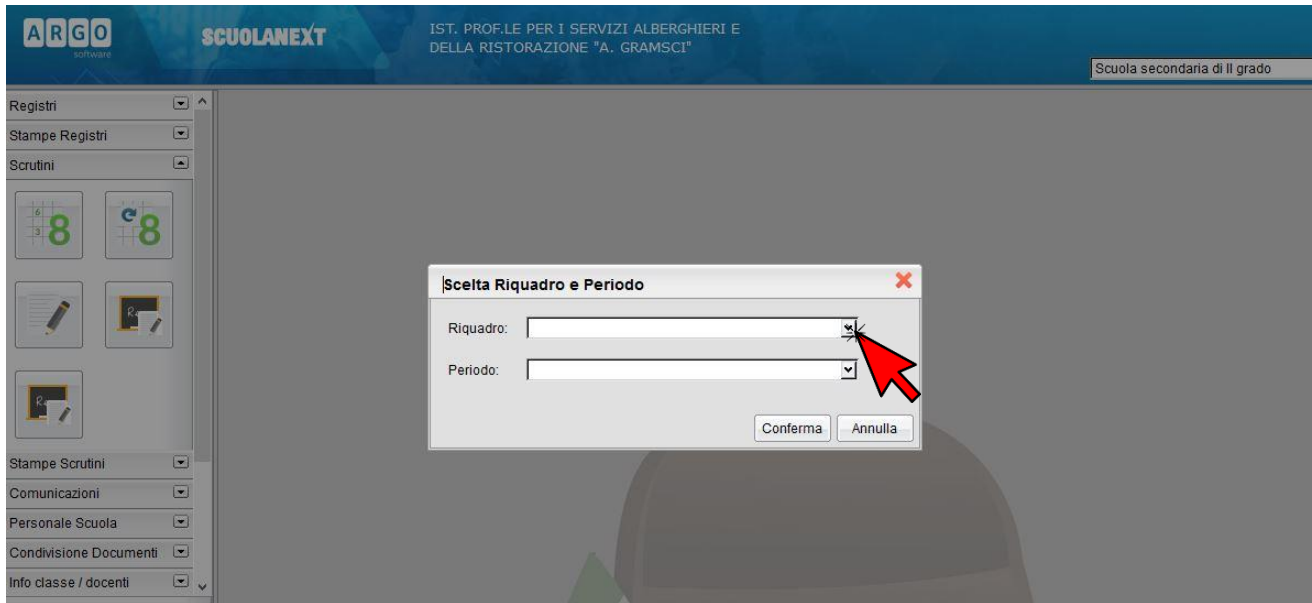 ARGO
software
SCUOLANEXT
IST. PROF.LE PER I SERVIZI ALBERGHIERI E
DELLA RISTORAZIONE "A. GRAMSCI"
Scuola secondaria di II grado
Registri
Stampe Registri
Scrutini
6
3
8
8
Stampe Scrutini
Comunicazioni
Personale Scuola
Condivisione Documenti
Info classe / docenti
Scelta Riquadro e Periodo
Riquadro:
Periodo:
Conferma
Annulla